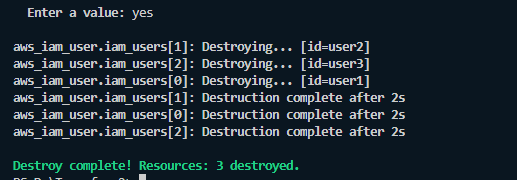 Enter a value: yes
aws_iam_user.iam_users[1]: Destroying... [id=user2]
aws_iam_user.iam_users[2]: Destroying... [id=user3]
aws_iam_user.iam_users[0]: Destroying... [id=user1]
aws_iam_user.iam_users[1]: Destruction complete after 2s
aws_iam_user.iam_users[0]: Destruction complete after 2s
aws_iam_user.iam_users[2]: Destruction complete after 2s
Destroy complete! Resources: 3 destroyed.